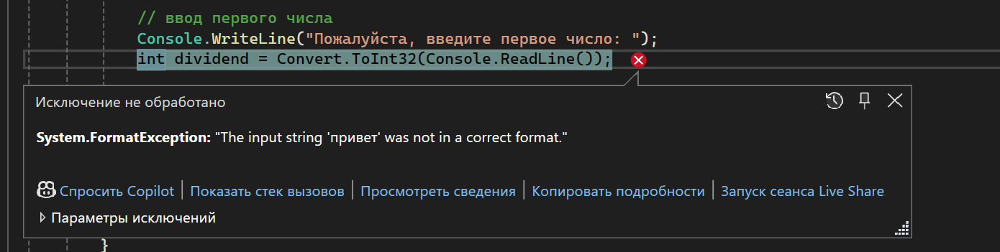 // ввод первого числа
Console.WriteLine("Пожалуйста, введите первое число: ");
int dividend = Convert.ToInt32(Console.ReadLine());
Исключение не обработано
System.FormatException: "The input string 'привет' was not in a correct format."
Спросить Copilot | Показать стек вызовов | Просмотреть сведения | Копировать подробности | Запуск сеанса Live Share
Параметры исключений
}